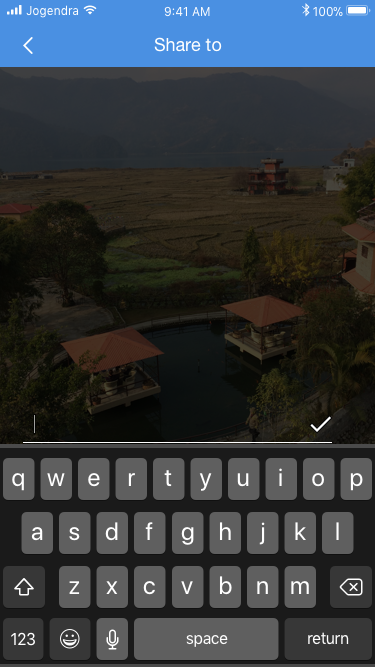 Jogendra 9:41 AM 100%
Share to
q w e r t y u i o p
a s d f g h j k l
z x c v b n m
123 space return